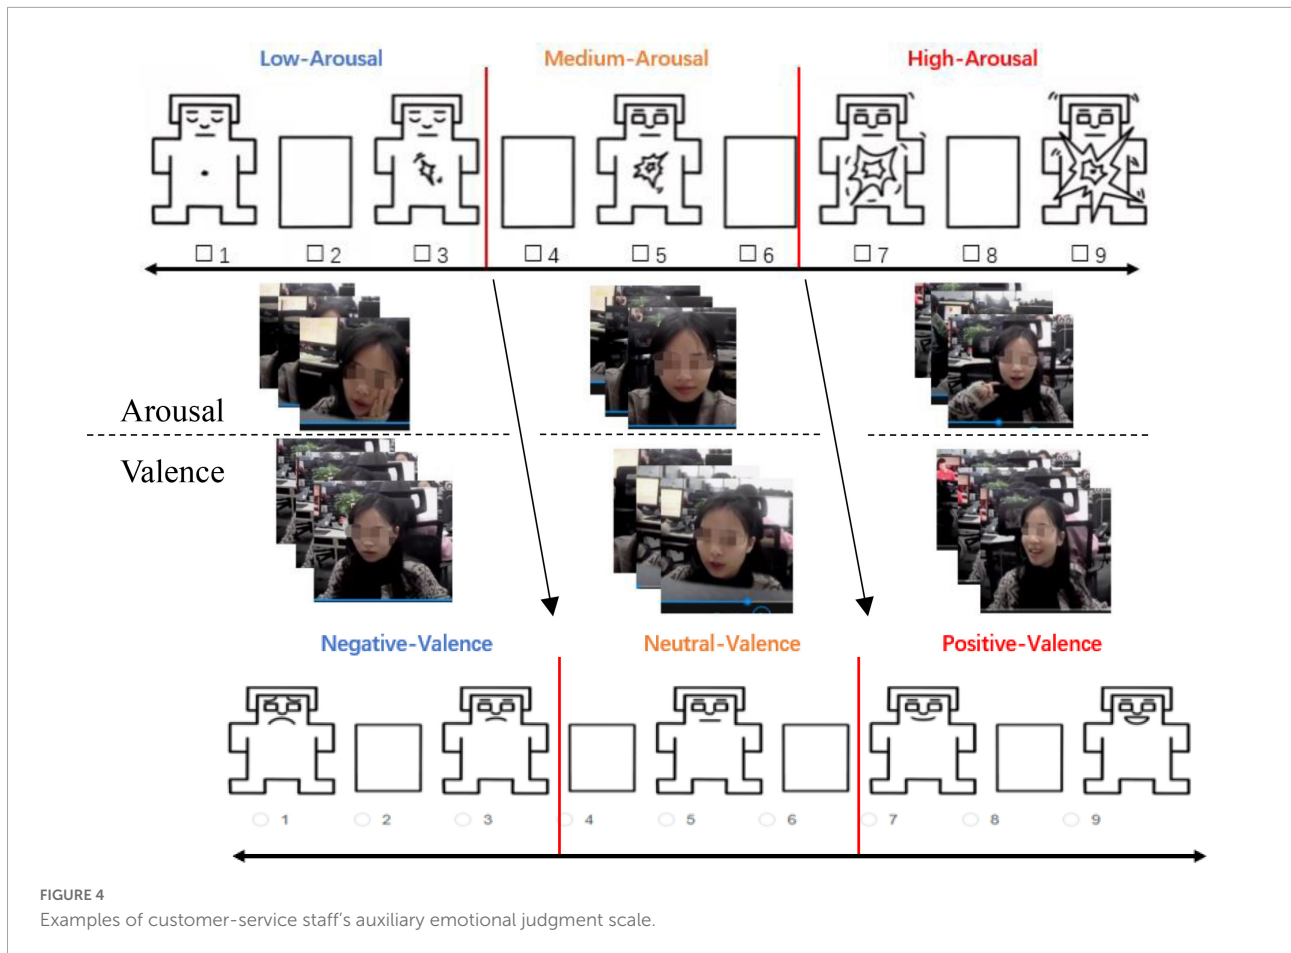 Low-Arousal Medium-Arousal High-Arousal
□ 1 □ 2 □ 3 □ 4 □ 5 □ 6 □ 7 □ 8 □ 9
Arousal
Valence
Negative-Valence Neutral-Valence Positive-Valence
1 2 3 4 5 6 7 8 9
FIGURE 4
Examples of customer-service staff's auxiliary emotional judgment scale.